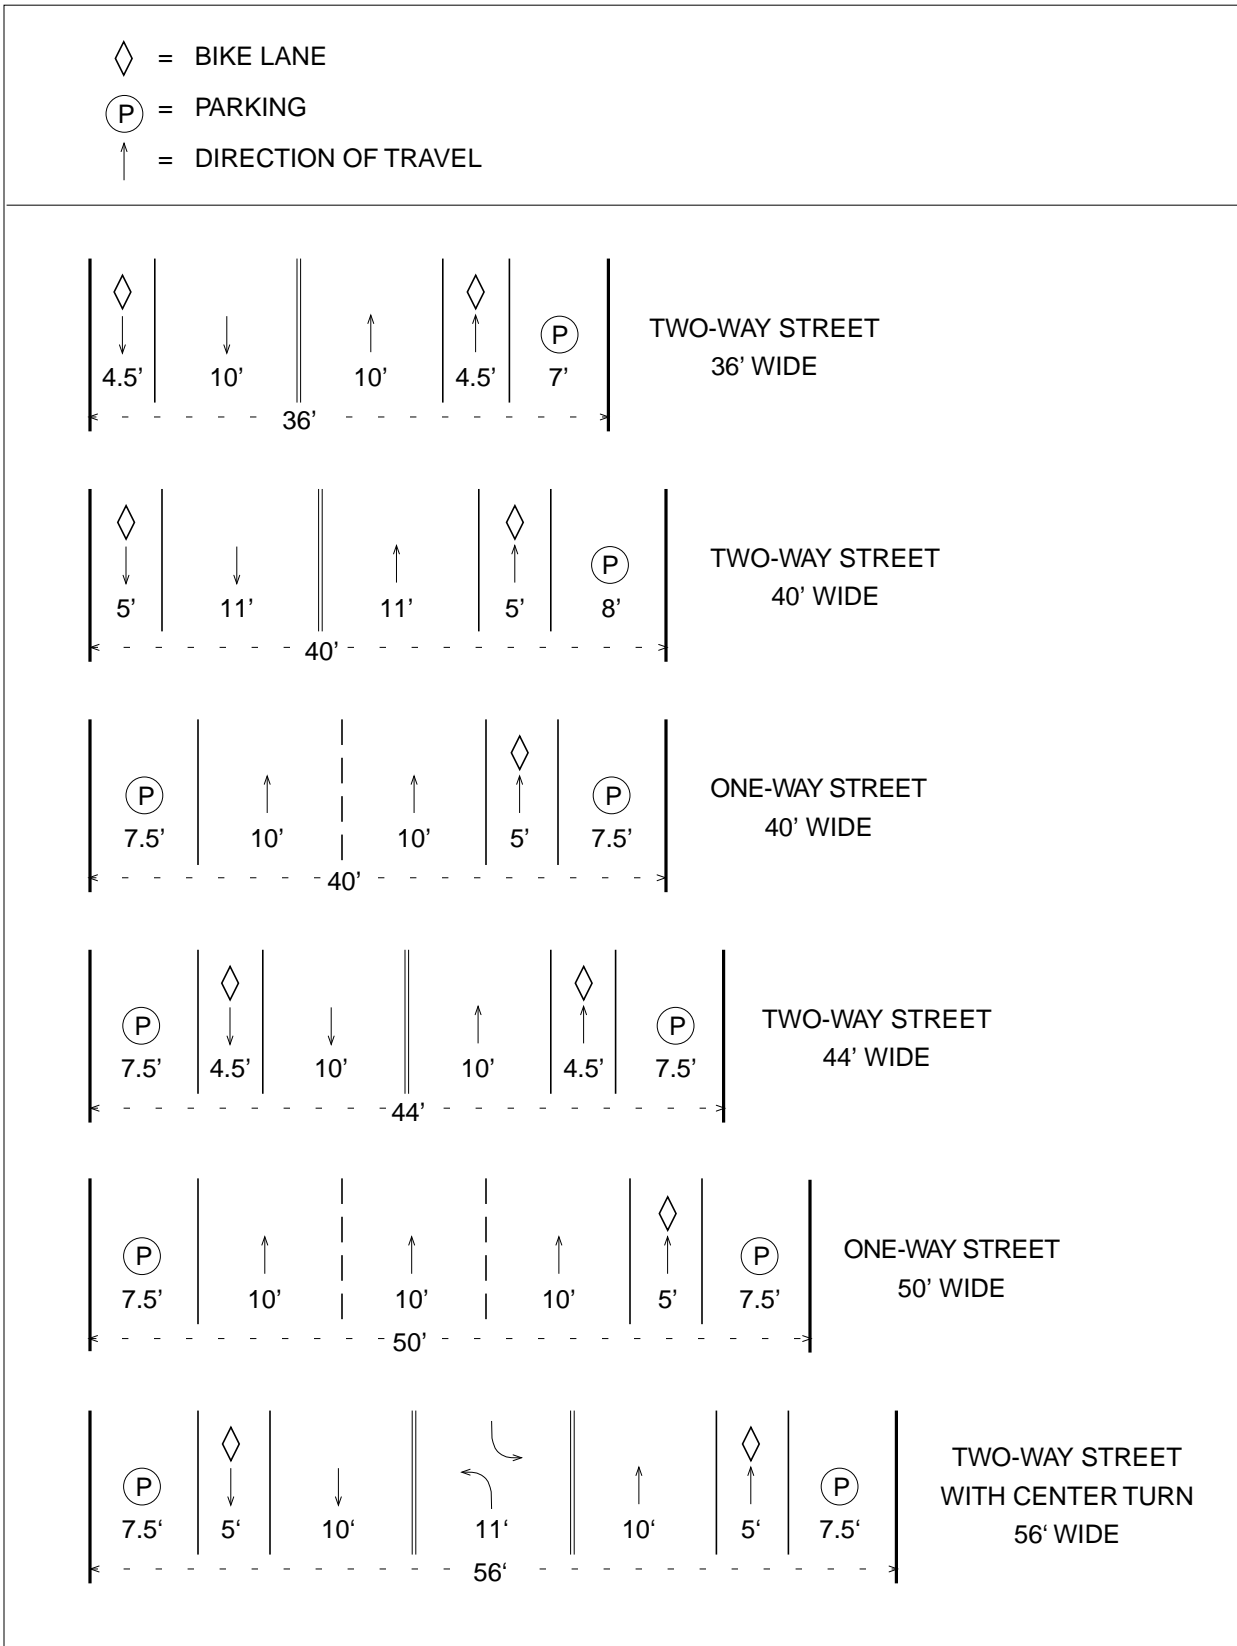 = BIKE LANE
P = PARKING
= DIRECTION OF TRAVEL
P
4.5’ 10’ 10’ 4.5’ 7’
36’
TWO-WAY STREET
36’ WIDE
P
5’ 11’ 11’ 5’ 8’
40’
TWO-WAY STREET
40’ WIDE
P P
7.5’ 10’ 10’ 5’ 7.5’
40’
ONE-WAY STREET
40’ WIDE
P P
7.5’ 4.5’ 10’ 10’ 4.5’ 7.5’
44’
TWO-WAY STREET
44’ WIDE
P P
7.5’ 10’ 10’ 10’ 5’ 7.5’
50’
ONE-WAY STREET
50’ WIDE
P P
7.5‘ 5‘ 10‘ 11‘ 10‘ 5‘ 7.5‘
56‘
TWO-WAY STREET
WITH CENTER TURN
56‘ WIDE